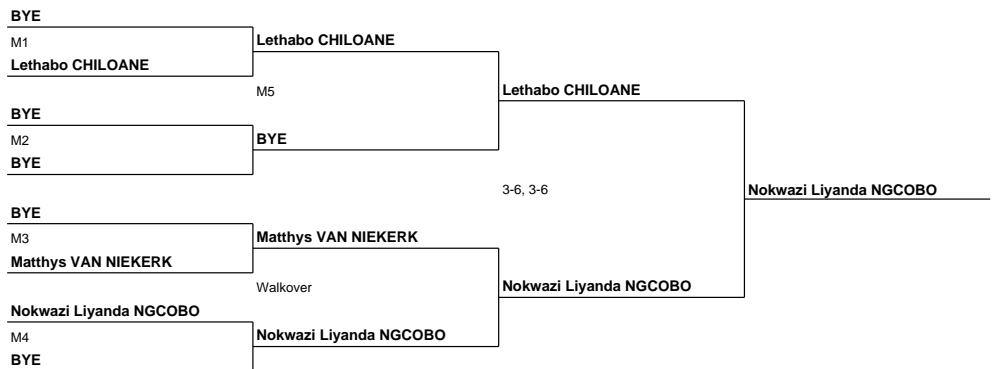 BYE
M1
Lethabo CHILOANE
Lethabo CHILOANE
M5
Lethabo CHILOANE
BYE
M2
BYE
BYE
3-6, 3-6
Nokwazi Liyanda NGCOBO
BYE
M3
Matthys VAN NIEKERK
Matthys VAN NIEKERK
Walkover
Nokwazi Liyanda NGCOBO
Nokwazi Liyanda NGCOBO
M4
BYE
Nokwazi Liyanda NGCOBO